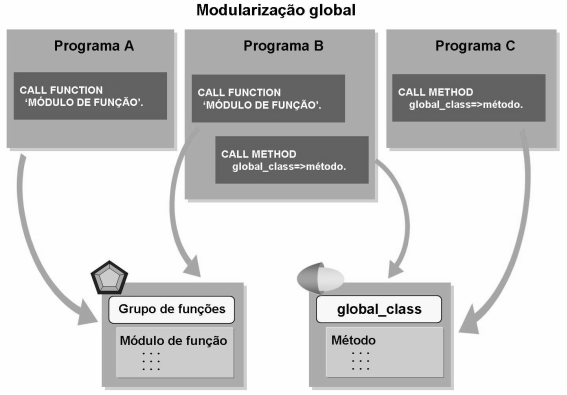 Modularização global
Programa A
CALL FUNCTION
‘MÓDULO DE FUNÇÃO’.
Programa B
CALL FUNCTION
‘MÓDULO DE FUNÇÃO’.
CALL METHOD
global_class=>método.
Programa C
CALL METHOD
global_class=>método.
Grupo de funções
Módulo de função
global_class
Método